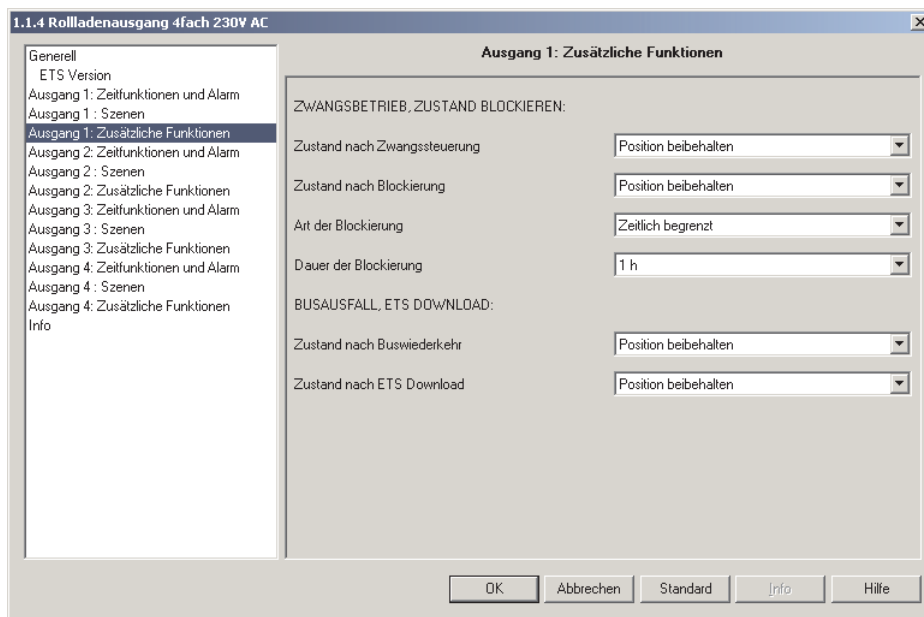 1.1.4 Rollladenausgang 4fach 230V AC
Generell
ETS Version
Ausgang 1: Zeitfunktionen und Alarm
Ausgang 1 : Szenen
Ausgang 1: Zusätzliche Funktionen
Ausgang 2: Zeitfunktionen und Alarm
Ausgang 2 : Szenen
Ausgang 2: Zusätzliche Funktionen
Ausgang 3: Zeitfunktionen und Alarm
Ausgang 3 : Szenen
Ausgang 3: Zusätzliche Funktionen
Ausgang 4: Zeitfunktionen und Alarm
Ausgang 4 : Szenen
Ausgang 4: Zusätzliche Funktionen
Info
Ausgang 1: Zusätzliche Funktionen
ZWANGSBETRIEB, ZUSTAND BLOCKIEREN:
Zustand nach Zwangssteuerung Position beibehalten
Zustand nach Blockierung Position beibehalten
Art der Blockierung Zeitlich begrenzt
Dauer der Blockierung 1 h
BUSAUSFALL, ETS DOWNLOAD:
Zustand nach Buswiederkehr Position beibehalten
Zustand nach ETS Download Position beibehalten
OK Abbrechen Standard Info Hilfe